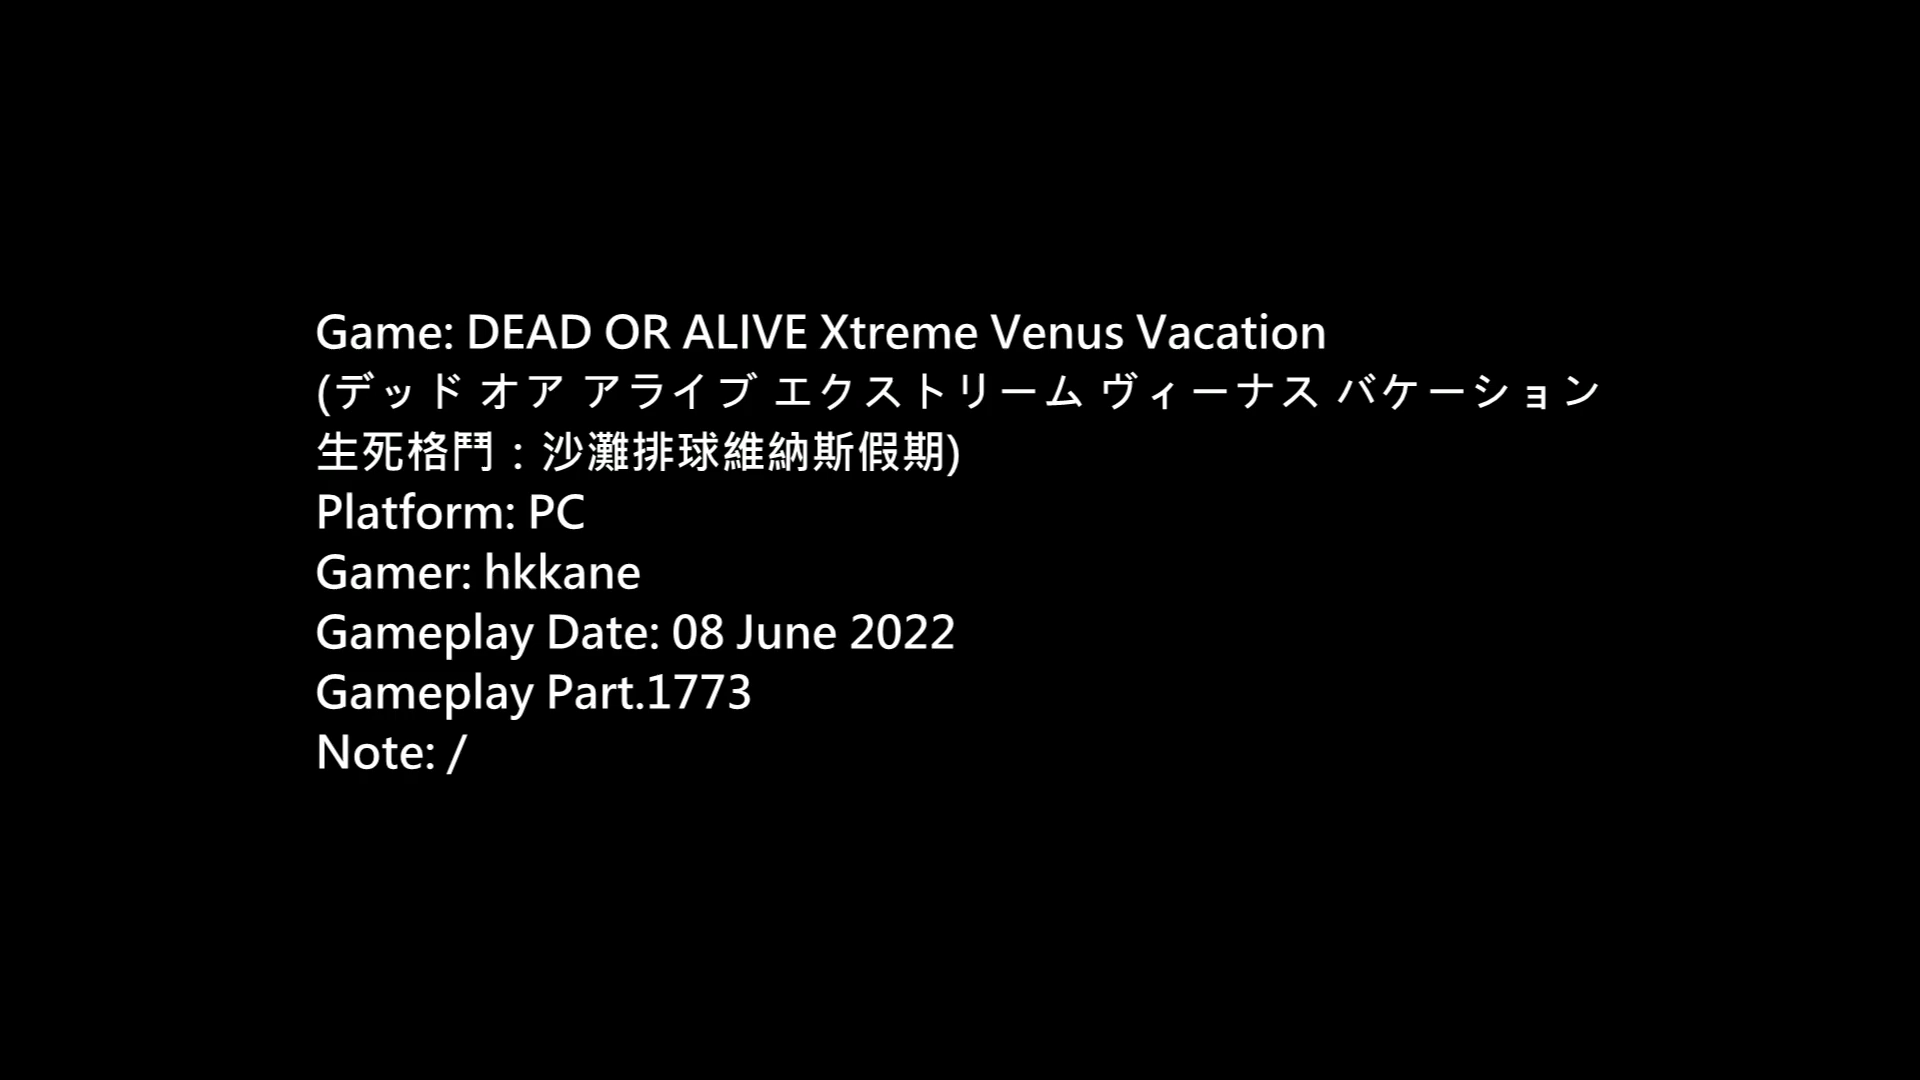 Game: DEAD OR ALIVE Xtreme Venus Vacation
(デッド オア アライブ エクストリーム ヴィーナス バケーション
生死格鬥：沙灘排球維納斯假期)
Platform: PC
Gamer: hkkane
Gameplay Date: 08 June 2022
Gameplay Part.1773
Note: /